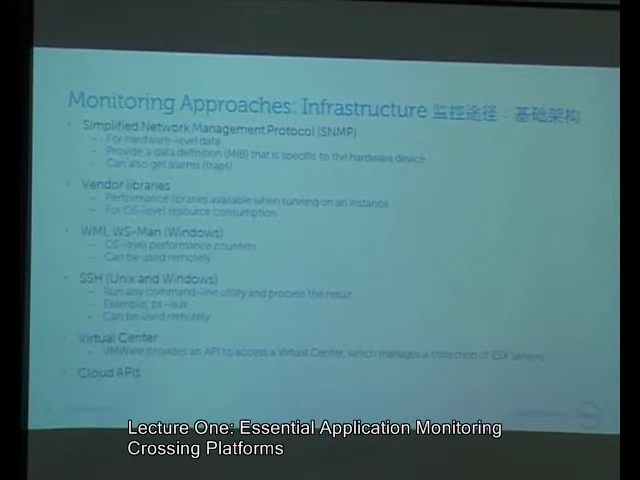 Monitoring Approaches: Infrastructure 监控途径：基础架构
Simplified Network Management Protocol (SNMP)
– For hardware-level data
– Provide a data definition (MIB) that is specific to the hardware device
– Can also get alarms (traps)
Vendor libraries
– Performance libraries available when running on an instance
– For OS-level resource consumption
WMI, WS-Man (Windows)
– OS-level performance counters
– Can be used remotely
SSH (Unix and Windows)
– Run any command-line utility and process the result
– Example: ps -aux
– Can be used remotely
Virtual Center
– VMWare provides an API to access a Virtual Center, which manages a collection of ESX servers
Cloud APIs
Lecture One: Essential Application Monitoring
Crossing Platforms